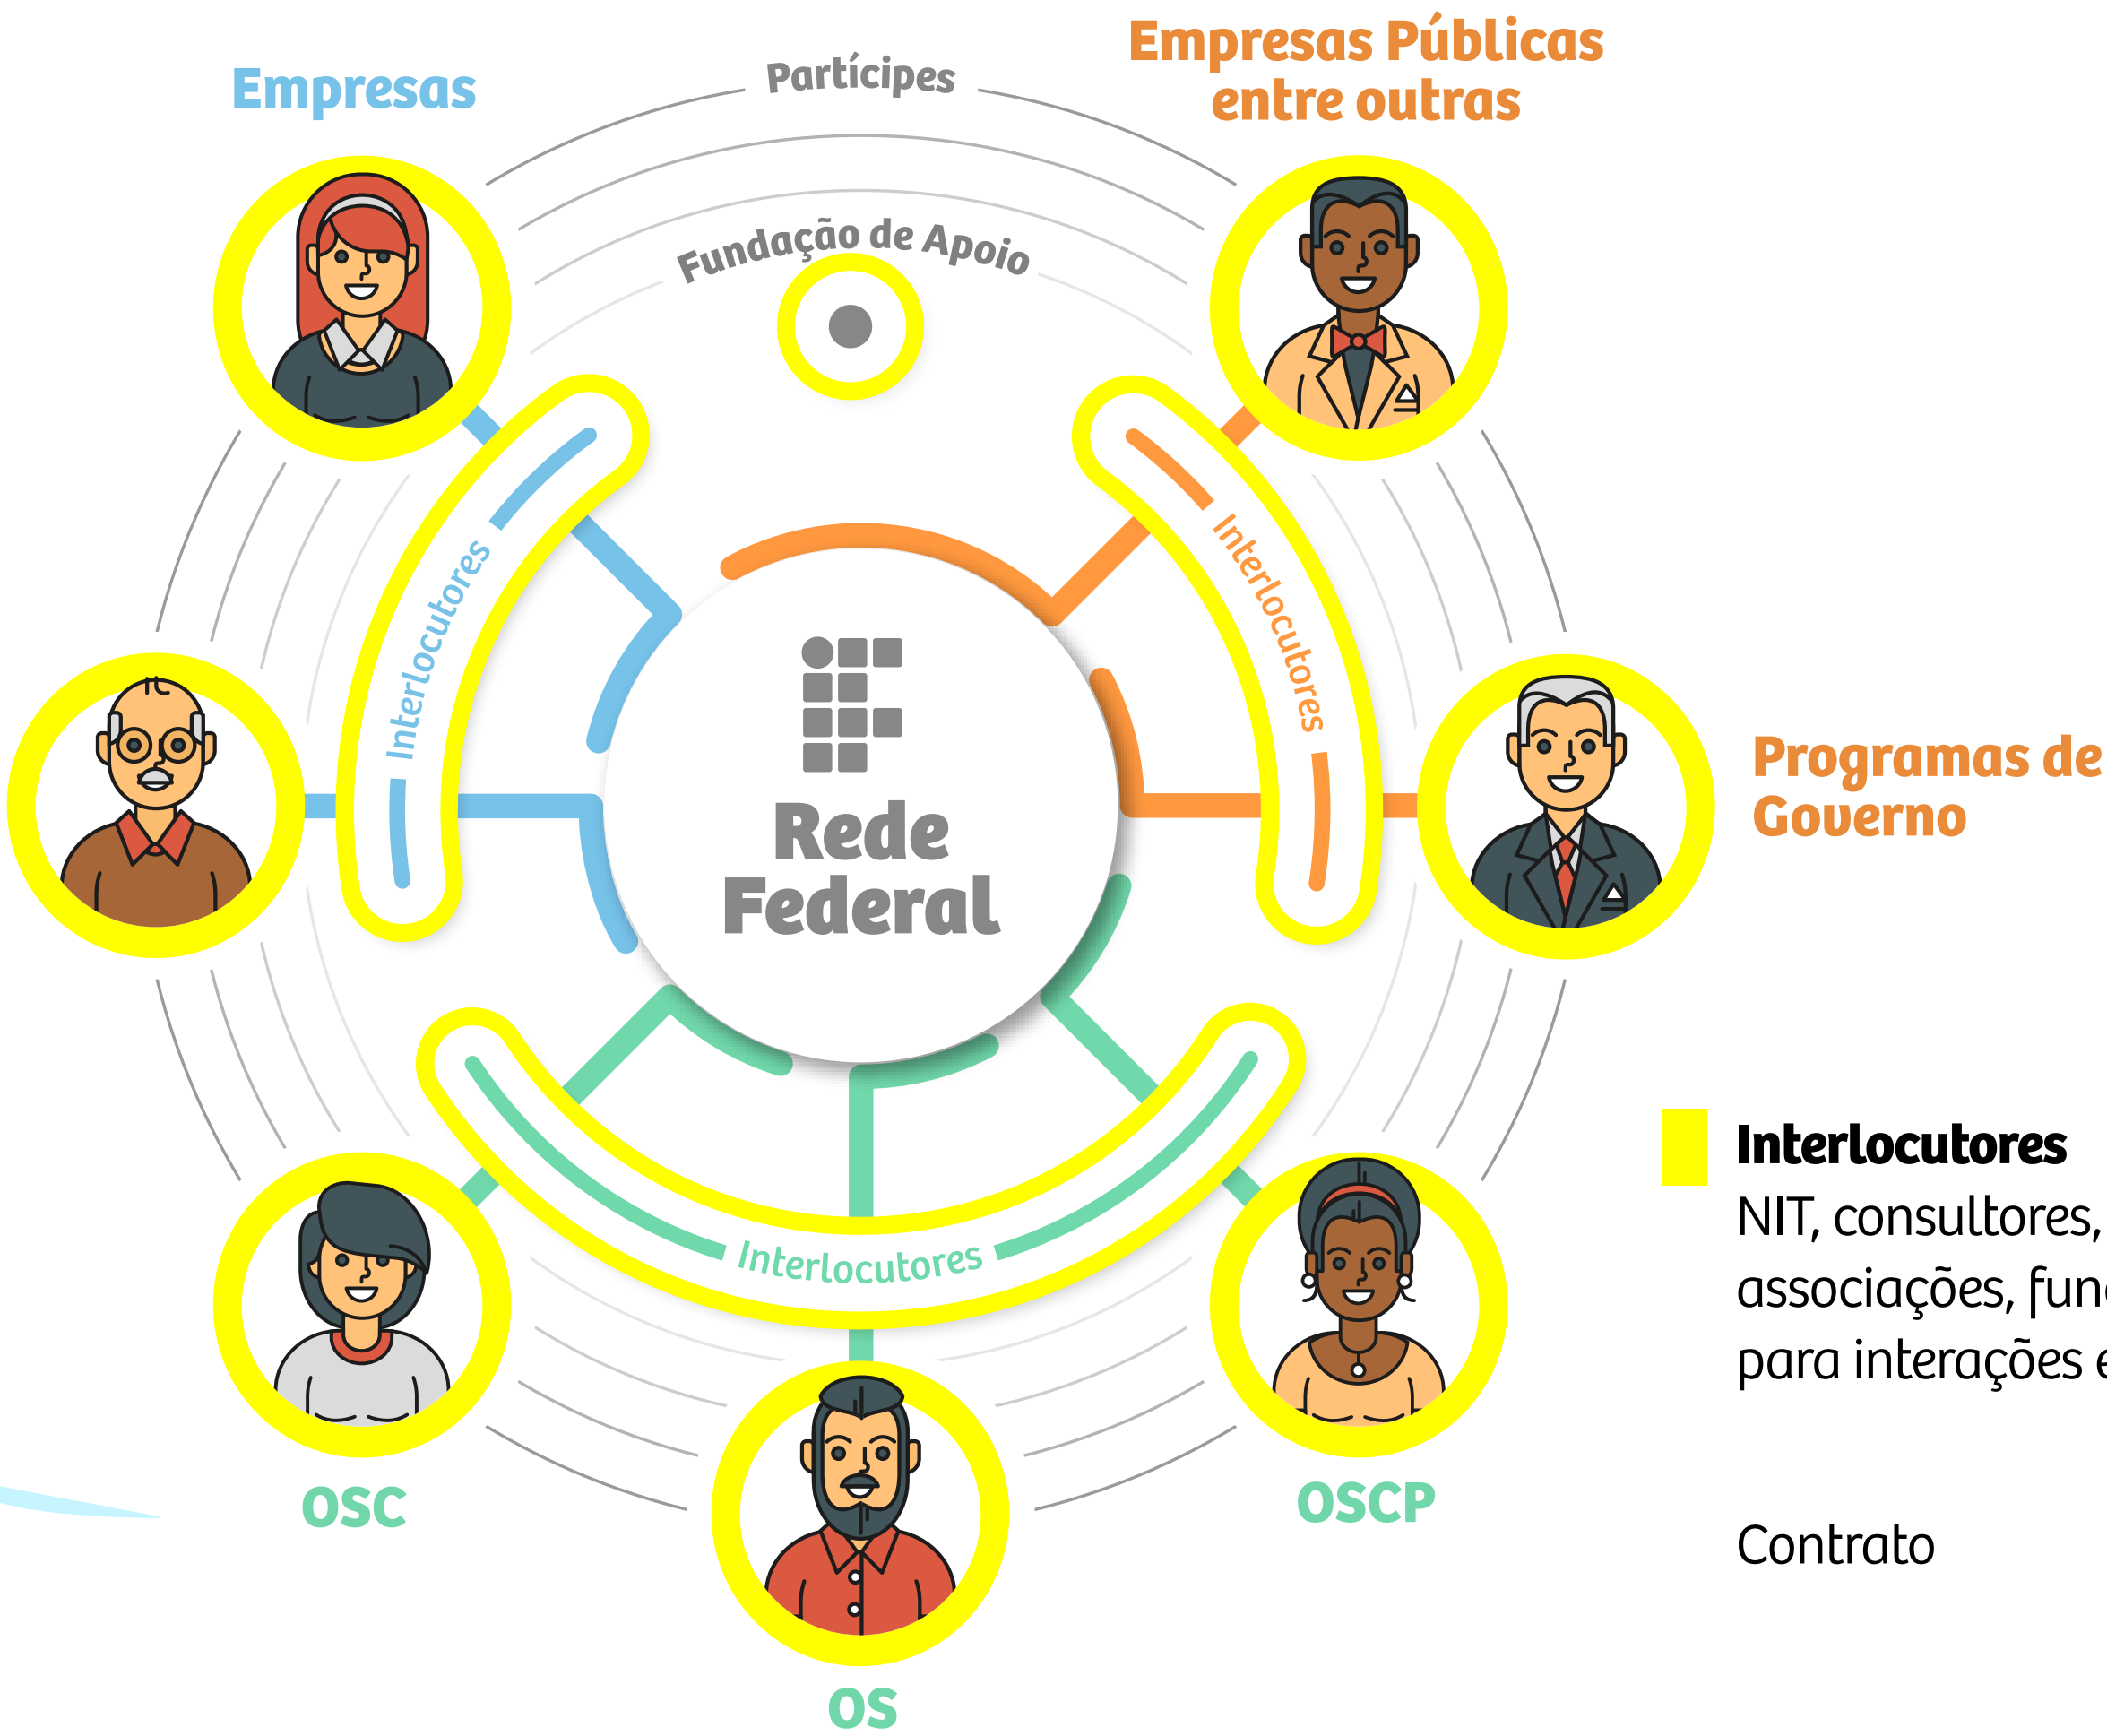 Empresas Públicas
entre outras
Partícipes
Empresas
Fundação de Apoio
Interlocutores
Interlocutores
Rede
Federal
Programas de
Governo
Interlocutores
Interlocutores
NIT, consultores,
associações,
para interações
OSC
OSCP
Contrato
OS